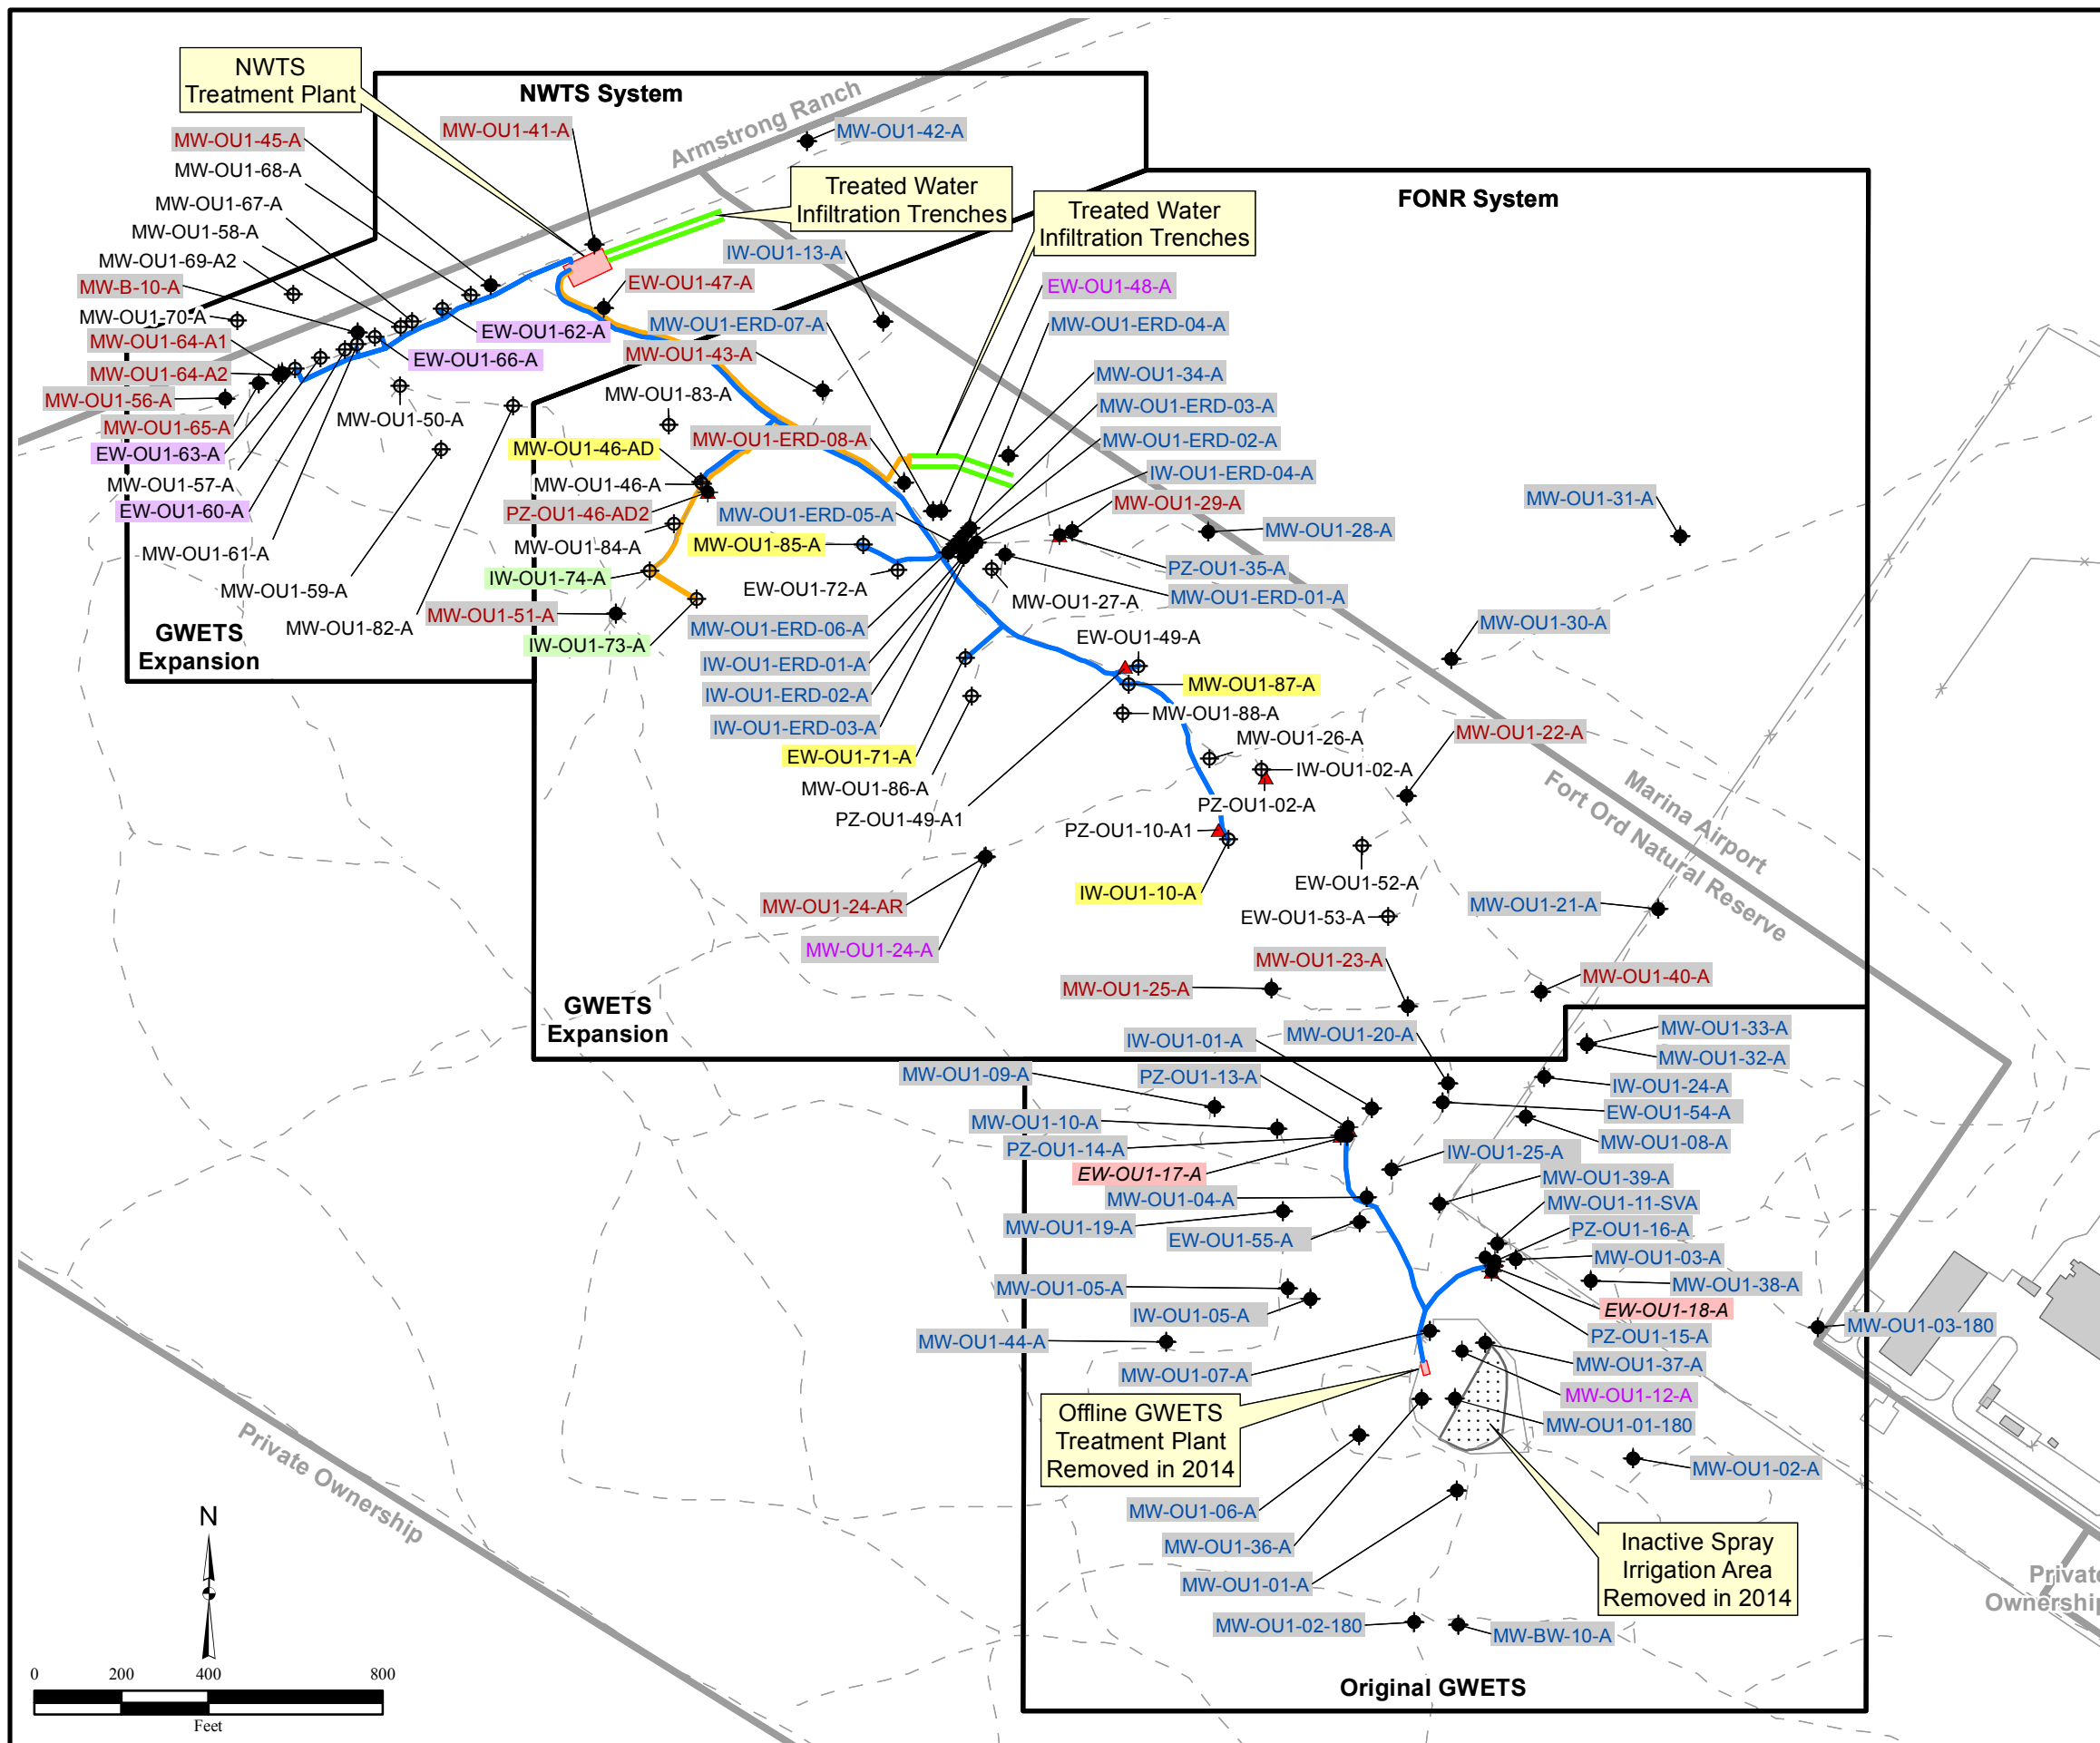 NWTS
Treatment Plant
NWTS System
Armstrong Ranch
MW-OU1-41-A
MW-OU1-42-A
MW-OU1-45-A
MW-OU1-68-A
MW-OU1-67-A
MW-OU1-58-A
MW-OU1-69-A2
MW-B-10-A
MW-OU1-70-A
MW-OU1-64-A1
MW-OU1-64-A2
MW-OU1-56-A
MW-OU1-65-A
EW-OU1-63-A
MW-OU1-57-A
EW-OU1-60-A
MW-OU1-61-A
MW-OU1-59-A
MW-OU1-82-A
GWETS
Expansion
EW-OU1-62-A
EW-OU1-66-A
MW-OU1-50-A
Treated Water
Infiltration Trenches
Treated Water
Infiltration Trenches
FONR System
IW-OU1-13-A
EW-OU1-47-A
EW-OU1-48-A
MW-OU1-ERD-07-A
MW-OU1-ERD-04-A
MW-OU1-43-A
MW-OU1-34-A
MW-OU1-83-A
MW-OU1-ERD-03-A
MW-OU1-ERD-08-A
MW-OU1-ERD-02-A
MW-OU1-46-AD
IW-OU1-ERD-04-A
MW-OU1-46-A
MW-OU1-29-A
MW-OU1-31-A
PZ-OU1-46-AD2
MW-OU1-ERD-05-A
MW-OU1-28-A
MW-OU1-84-A
MW-OU1-85-A
PZ-OU1-35-A
IW-OU1-74-A
EW-OU1-72-A
MW-OU1-27-A
MW-OU1-ERD-01-A
MW-OU1-51-A
IW-OU1-73-A
MW-OU1-ERD-06-A
EW-OU1-49-A
MW-OU1-30-A
IW-OU1-ERD-01-A
IW-OU1-ERD-02-A
MW-OU1-87-A
IW-OU1-ERD-03-A
MW-OU1-88-A
EW-OU1-71-A
MW-OU1-26-A
MW-OU1-22-A
MW-OU1-86-A
IW-OU1-02-A
PZ-OU1-49-A1
PZ-OU1-02-A
PZ-OU1-10-A1
Marina Airport
Fort Ord Natural Reserve
IW-OU1-10-A
EW-OU1-52-A
MW-OU1-24-AR
EW-OU1-53-A
MW-OU1-21-A
MW-OU1-24-A
MW-OU1-23-A
MW-OU1-25-A
MW-OU1-40-A
GWETS
Expansion
IW-OU1-01-A
MW-OU1-20-A
MW-OU1-33-A
MW-OU1-32-A
MW-OU1-09-A
PZ-OU1-13-A
IW-OU1-24-A
EW-OU1-54-A
MW-OU1-10-A
MW-OU1-08-A
PZ-OU1-14-A
IW-OU1-25-A
EW-OU1-17-A
MW-OU1-39-A
MW-OU1-04-A
MW-OU1-11-SVA
MW-OU1-19-A
PZ-OU1-16-A
EW-OU1-55-A
MW-OU1-03-A
MW-OU1-05-A
MW-OU1-38-A
IW-OU1-05-A
EW-OU1-18-A
MW-OU1-03-180
MW-OU1-44-A
PZ-OU1-15-A
MW-OU1-07-A
MW-OU1-37-A
MW-OU1-12-A
Offline GWETS
Treatment Plant
Removed in 2014
MW-OU1-01-180
MW-OU1-02-A
MW-OU1-06-A
MW-OU1-36-A
MW-OU1-01-A
Inactive Spray
Irrigation Area
Removed in 2014
MW-OU1-02-180
MW-BW-10-A
Original GWETS
Private Ownership
Private
Ownership
N
0 200 400 800
Feet